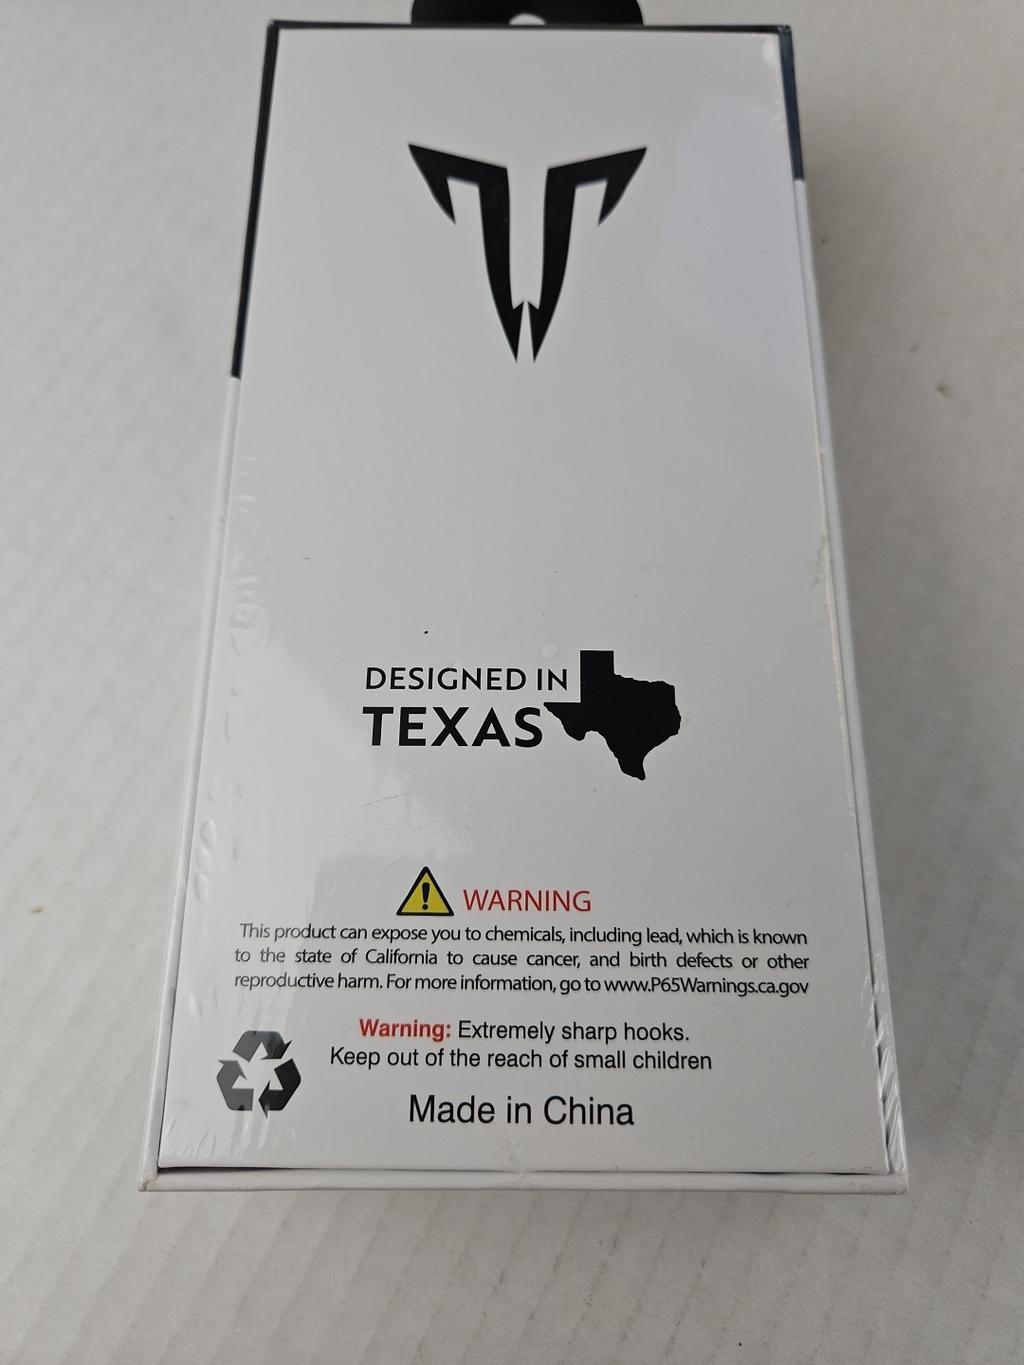 DESIGNED IN
TEXAS
WARNING
This product can expose you to chemicals, including lead, which is known
to the state of California to cause cancer, and birth defects or other
reproductive harm. For more information, go to www.P65Warnings.ca.gov
Warning: Extremely sharp hooks.
Keep out of the reach of small children
Made in China